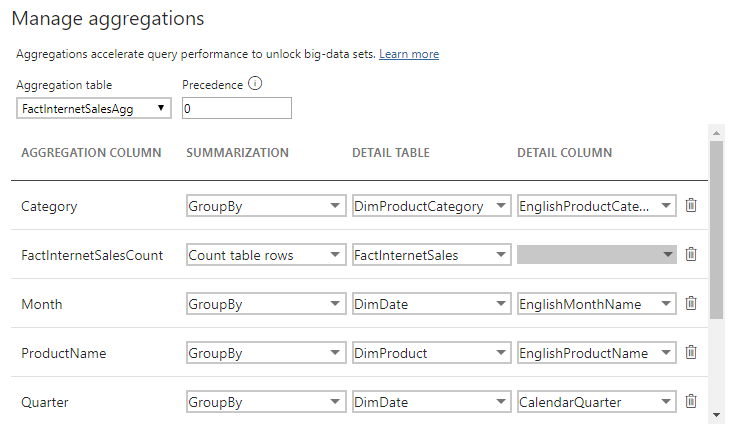 Manage aggregations
Aggregations accelerate query performance to unlock big-data sets. Learn more
Aggregation table Precedence
FactInternetSalesAgg 0
AGGREGATION COLUMN SUMMARIZATION DETAIL TABLE DETAIL COLUMN
Category GroupBy DimProductCategory EnglishProductCate...
FactInternetSalesCount Count table rows FactInternetSales
Month GroupBy DimDate EnglishMonthName
ProductName GroupBy DimProduct EnglishProductName
Quarter GroupBy DimDate CalendarQuarter